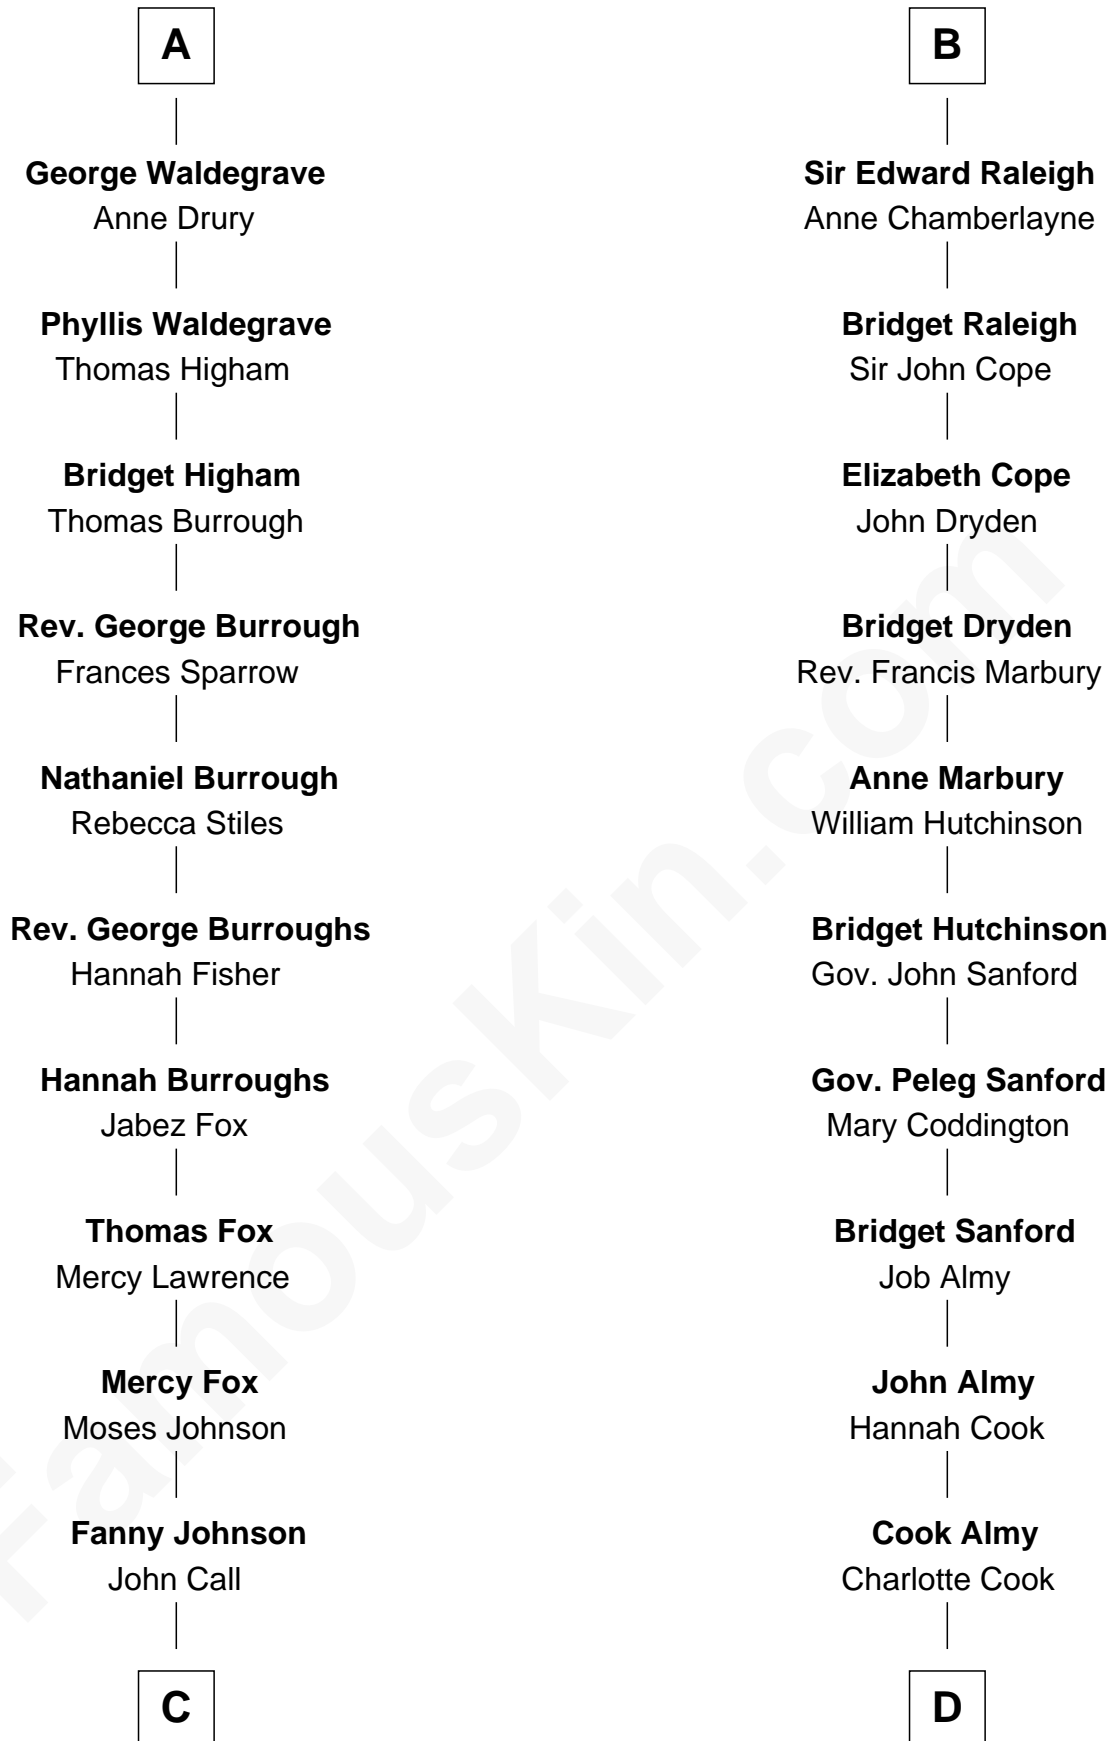 A
George Waldegrave
Anne Drury
Phyllis Waldegrave
Thomas Higham
Bridget Higham
Thomas Burrough
Rev. George Burrough
Frances Sparrow
Nathaniel Burrough
Rebecca Stiles
Rev. George Burroughs
Hannah Fisher
Hannah Burroughs
Jabez Fox
Thomas Fox
Mercy Lawrence
Mercy Fox
Moses Johnson
Fanny Johnson
John Call
C
B
Sir Edward Raleigh
Anne Chamberlayne
Bridget Raleigh
Sir John Cope
Elizabeth Cope
John Dryden
Bridget Dryden
Rev. Francis Marbury
Anne Marbury
William Hutchinson
Bridget Hutchinson
Gov. John Sanford
Gov. Peleg Sanford
Mary Coddington
Bridget Sanford
Job Almy
John Almy
Hannah Cook
Cook Almy
Charlotte Cook
D
FamousKin.com